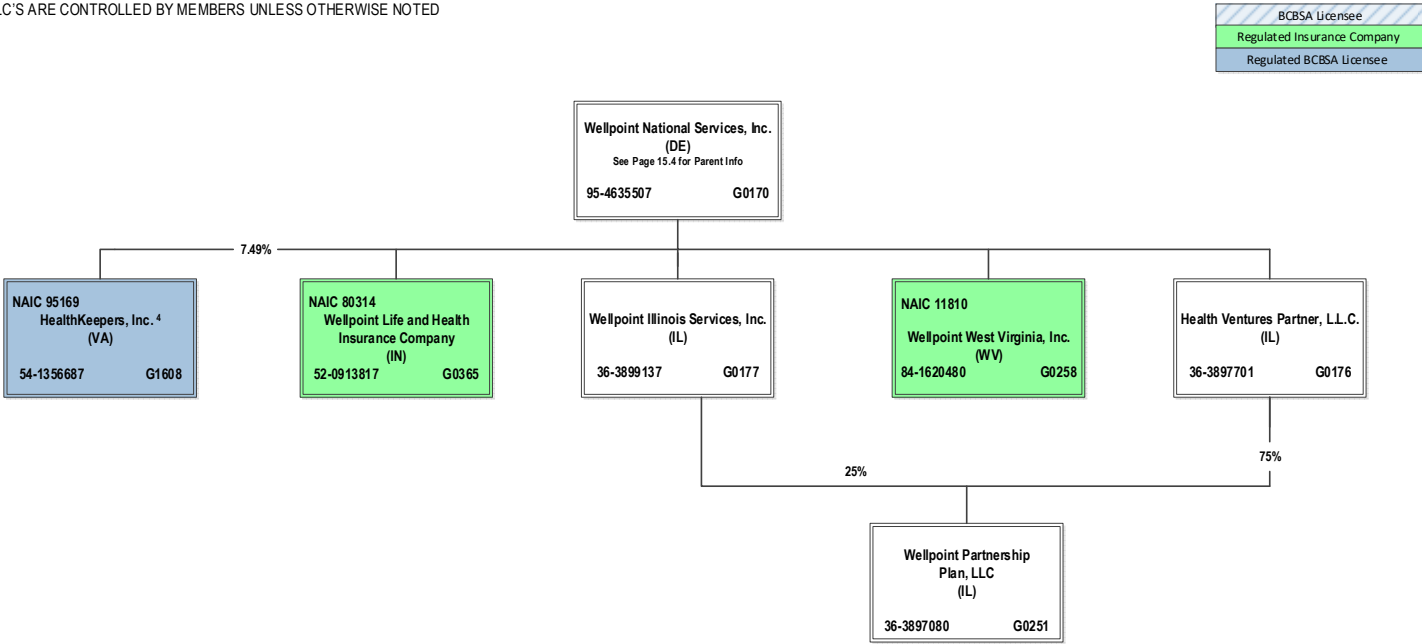 LC'S ARE CONTROLLED BY MEMBERS UNLESS OTHERWISE NOTED
BCBSA Licensee
Regulated Insurance Company
Regulated BCBSA Licensee
Wellpoint National Services, Inc.
(DE)
See Page 15.4 for Parent Info
95-4635507 G0170
7.49%
NAIC 95169
HealthKeepers, Inc. ⁴
(VA)
54-1356687 G1608
NAIC 80314
Wellpoint Life and Health
Insurance Company
(IN)
52-0913817 G0365
Wellpoint Illinois Services, Inc.
(IL)
36-3899137 G0177
NAIC 11810
Wellpoint West Virginia, Inc.
(WV)
84-1620480 G0258
Health Ventures Partner, L.L.C.
(IL)
36-3897701 G0176
25%
75%
Wellpoint Partnership
Plan, LLC
(IL)
36-3897080 G0251